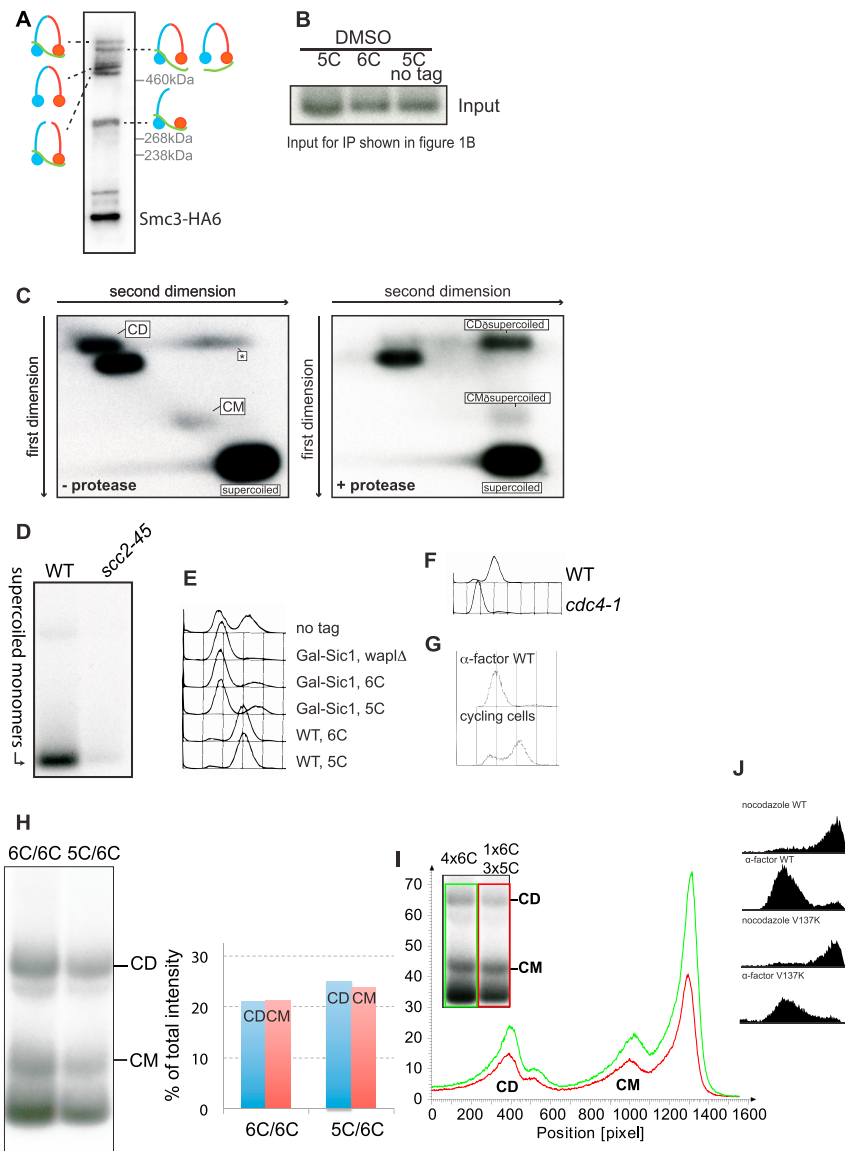 A
460kDa
268kDa
238kDa
Smc3-HA6
B
DMSO
5C 6C 5C
no tag
Input
Input for IP shown in figure 1B
C
second dimension
first dimension
CD
*
CM
- protease
supercoiled
second dimension
first dimension
CDδsupercoiled
CMδsupercoiled
+ protease
supercoiled
D
WT scc2-45
supercoiled monomers
E
no tag
Gal-Sic1, waplΔ
Gal-Sic1, 6C
Gal-Sic1, 5C
WT, 6C
WT, 5C
F
WT
cdc4-1
G
α-factor WT
cycling cells
H
6C/6C 5C/6C
CD
CM
% of total intensity
30
20
10
0
CD CM
CD CM
6C/6C 5C/6C
I
4x6C
1x6C
3x5C
CD
CM
70
60
50
40
30
20
10
0
CD
CM
0 200 400 600 800 1000 1200 1400 1600
Position [pixel]
J
nocodazole WT
α-factor WT
nocodazole V137K
α-factor V137K